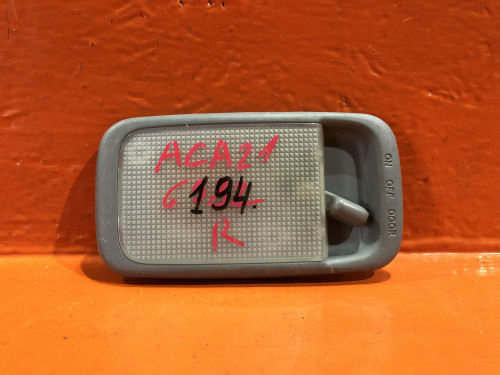 ACA21
194.
R
ON OFF DOOR